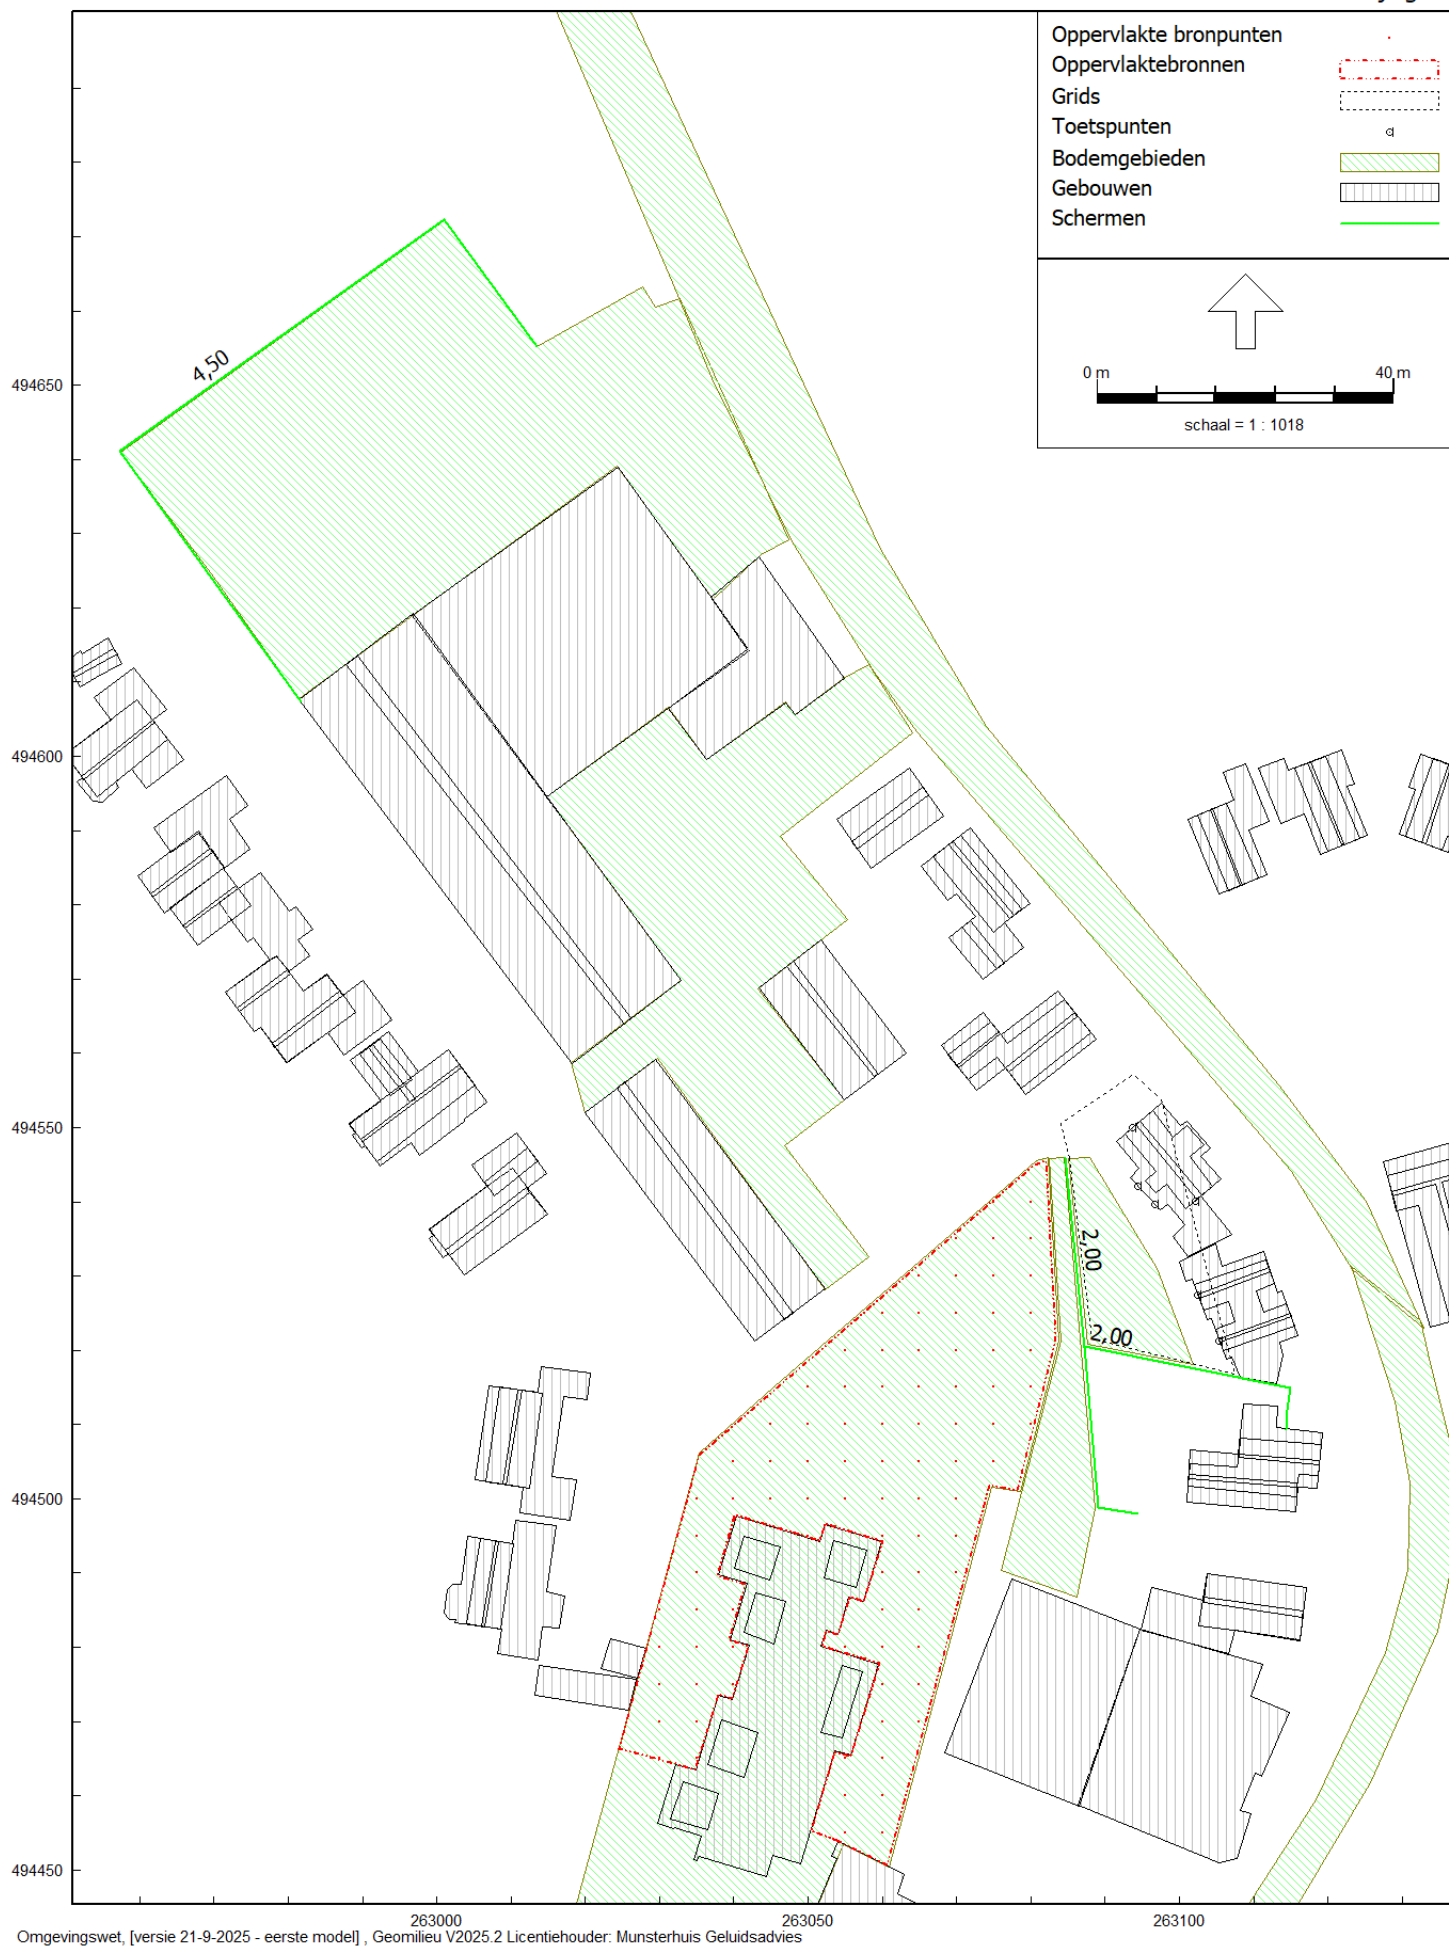 Oppervlakte bronpunten
Oppervlaktebronnen
Grids
Toetspunten
Bodemgebieden
Gebouwen
Schermen
0 m 40 m
schaal = 1 : 1018
4,50
494650
494600
494550
2,00
2,00
494500
494450
263000 263050 263100
Omgevingswet, [versie 21-9-2025 - eerste model] , Geomilieu V2025.2 Licentiehouder: Munsterhuis Geluidsadvies